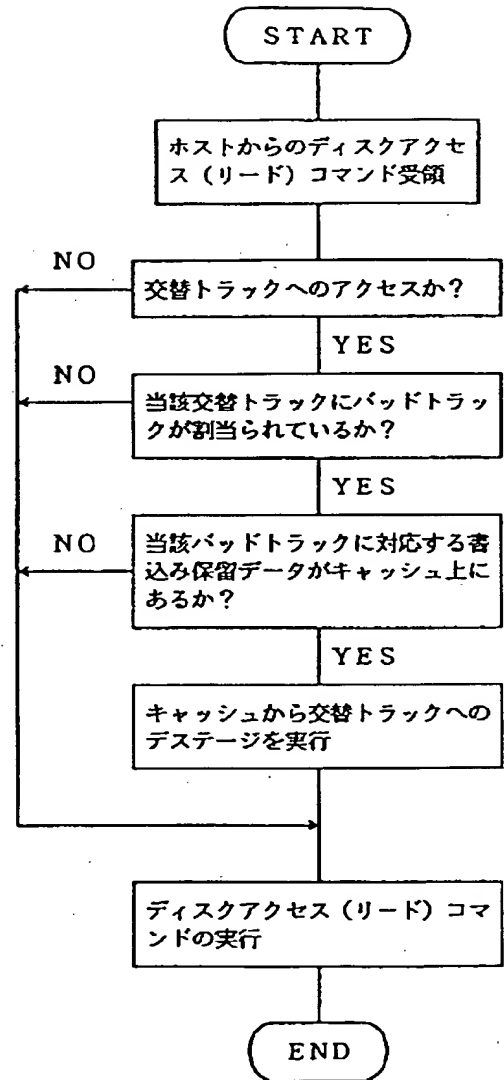 START
ホストからのディスクアクセ
ス（リード）コマンド受領
NO
交替トラックへのアクセスか？
YES
NO
当該交替トラックにバッドトラッ
クが割当られているか？
YES
NO
当該バッドトラックに対応する書
込み保留データがキャッシュ上に
あるか？
YES
キャッシュから交替トラックへの
デステージを実行
ディスクアクセス（リード）コマ
ンドの実行
END